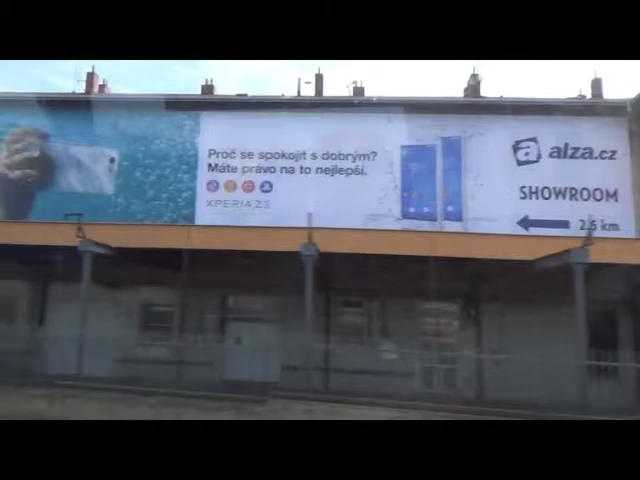 Proč se spokojit s dobrým?
Máte právo na to nejlepší.
XPERIA Z3
a alza.cz
SHOWROOM
2.5 km